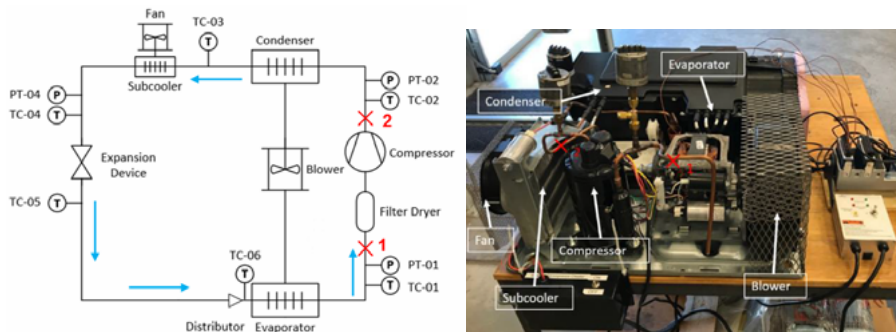 Fan
TC-03
Condenser
PT-04
TC-04
Subcooler
PT-02
TC-02
2
Expansion
Device
Blower
Compressor
TC-05
Filter Dryer
TC-06
1
PT-01
TC-01
Distributor
Evaporator
P
T
T
P
T
T
T
P
T
Evaporator
Condenser
1
Fan
Compressor
Subcooler
Blower